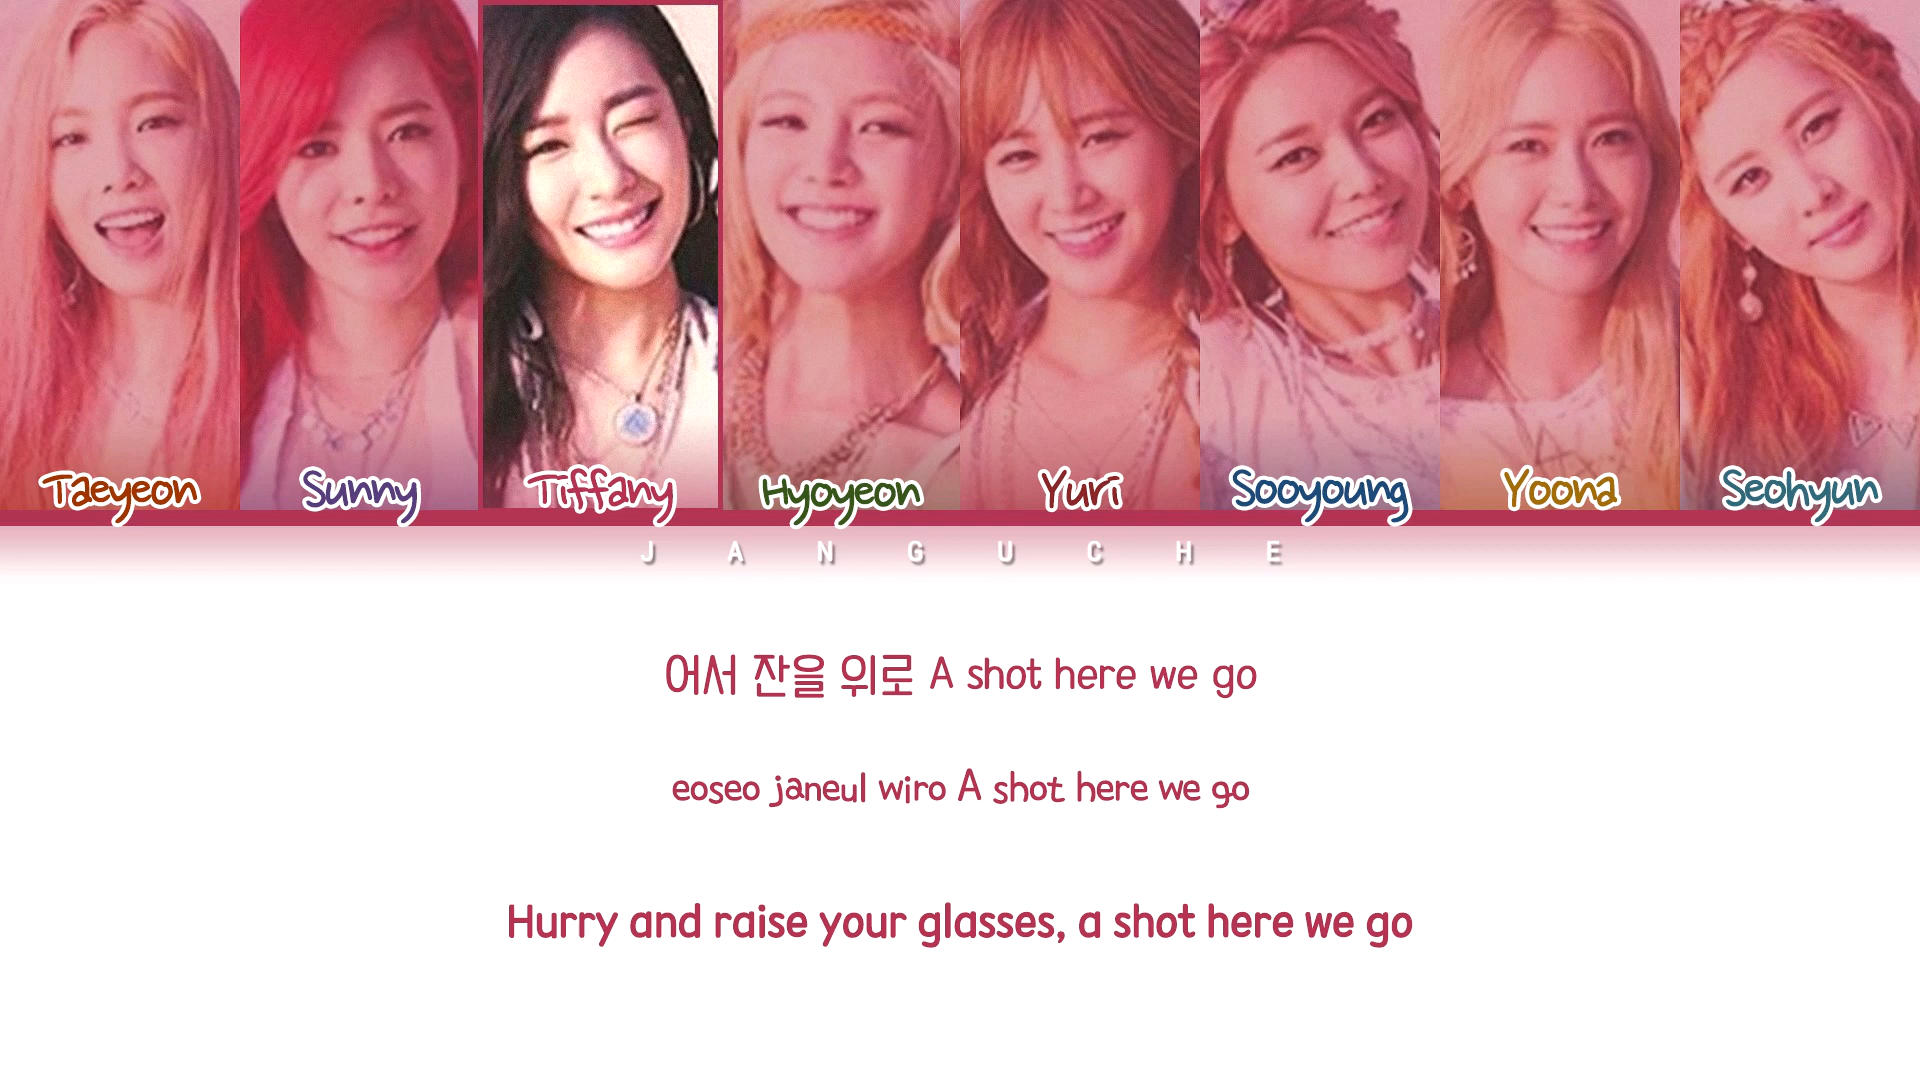 Taeyeon Sunny Tiffany Hyoyeon Yuri Sooyoung Yoona Seohyun
JANGUCHE
어서 잔을 위로 A shot here we go
eoseo janeul wiro A shot here we go
Hurry and raise your glasses, a shot here we go